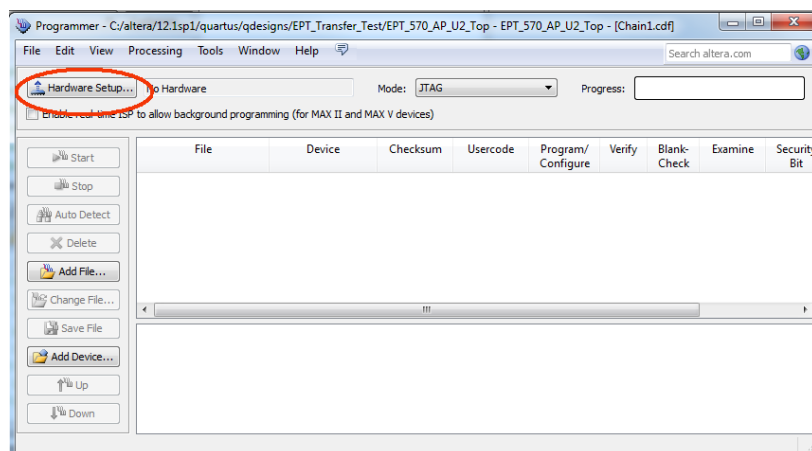 Programmer - C:/altera/12.1sp1/quartus/qdesigns/EPT_Transfer_Test/EPT_570_AP_U2_Top - EPT_570_AP_U2_Top - [Chain1.cdf]
File Edit View Processing Tools Window Help
Search altera.com
Hardware Setup... No Hardware Mode: JTAG Progress:
Enable real-time ISP to allow background programming (for MAX II and MAX V devices)
File Device Checksum Usercode Program/ Verify Blank- Examine Security
Configure Check Bit
Start
Stop
Auto Detect
Delete
Add File...
Change File...
Save File
Add Device...
Up
Down